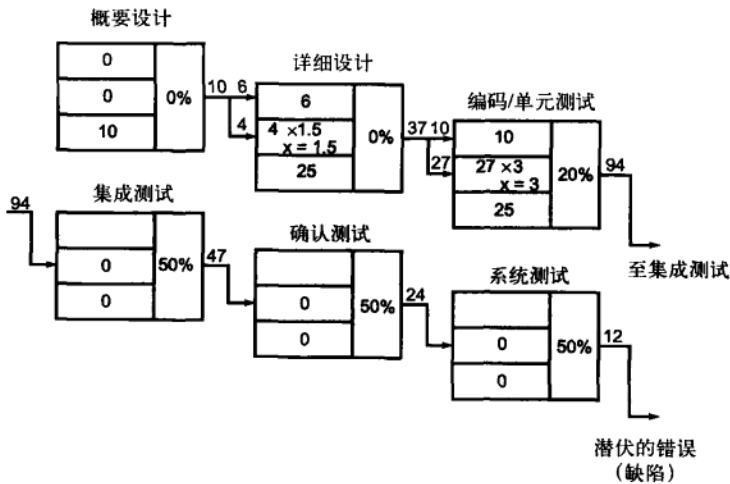 概要设计
0
0
10
0%
10
6
4
详细设计
6
4 ×1.5
x = 1.5
25
0%
37
10
27
编码/单元测试
10
27 ×3
x = 3
25
20%
94
至集成测试
94
集成测试
0
0
50%
47
确认测试
0
0
50%
24
系统测试
0
0
50%
12
潜伏的错误
(缺陷)